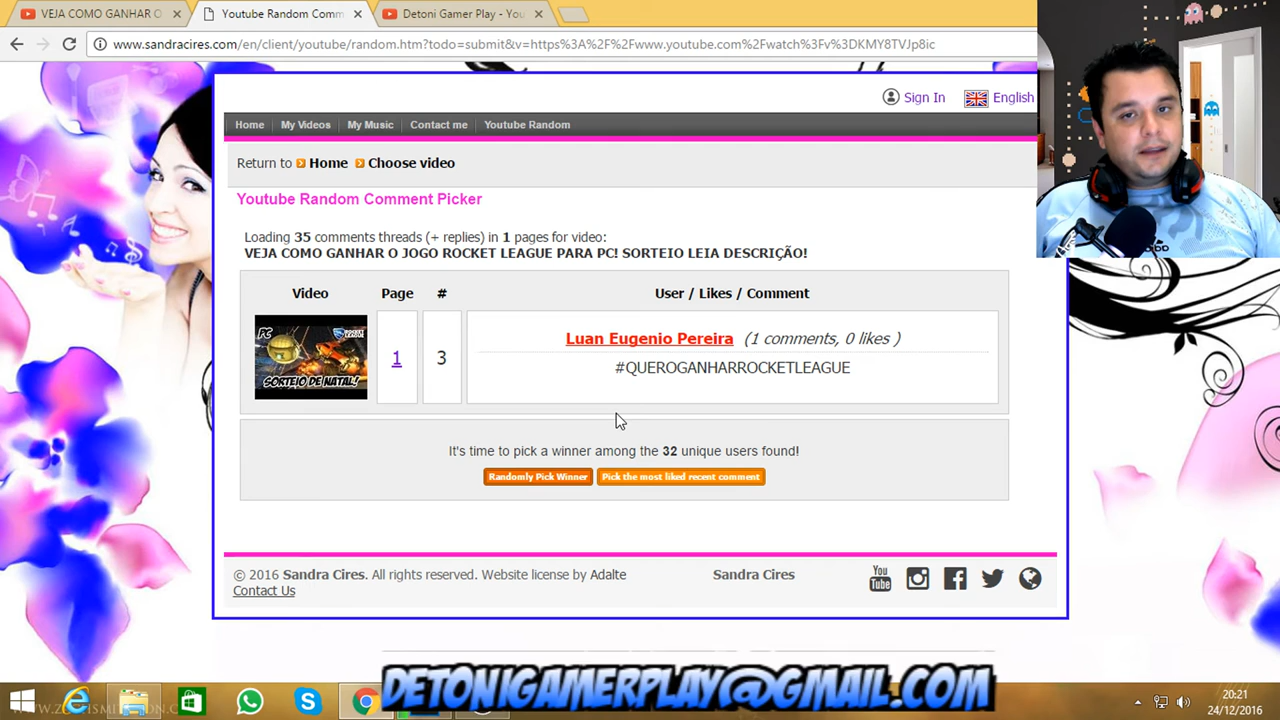 VEJA COMO GANHAR O
Youtube Random Comm
Detoni Gamer Play - You
www.sandracires.com/en/client/youtube/random.htm?todo=submit&v=https%3A%2F%2Fwww.youtube.com%2Fwatch%3Fv%3DKMY8TVJp8ic
Sign In
English
Home
My Videos
My Music
Contact me
Youtube Random
Return to Home Choose video
Youtube Random Comment Picker
Loading 35 comments threads (+ replies) in 1 pages for video:
VEJA COMO GANHAR O JOGO ROCKET LEAGUE PARA PC! SORTEIO LEIA DESCRIÇÃO!
Video
Page
#
User / Likes / Comment
PC
SORTEIO DE NATAL!
1
3
Luan Eugenio Pereira (1 comments, 0 likes )
#QUEROGANHARROCKETLEAGUE
It's time to pick a winner among the 32 unique users found!
Randomly Pick Winner
Pick the most liked recent comment
© 2016 Sandra Cires. All rights reserved. Website license by Adalte
Contact Us
Sandra Cires
You Tube
DETONIGAMERPLAY@GMAIL.COM
20:21
24/12/2016